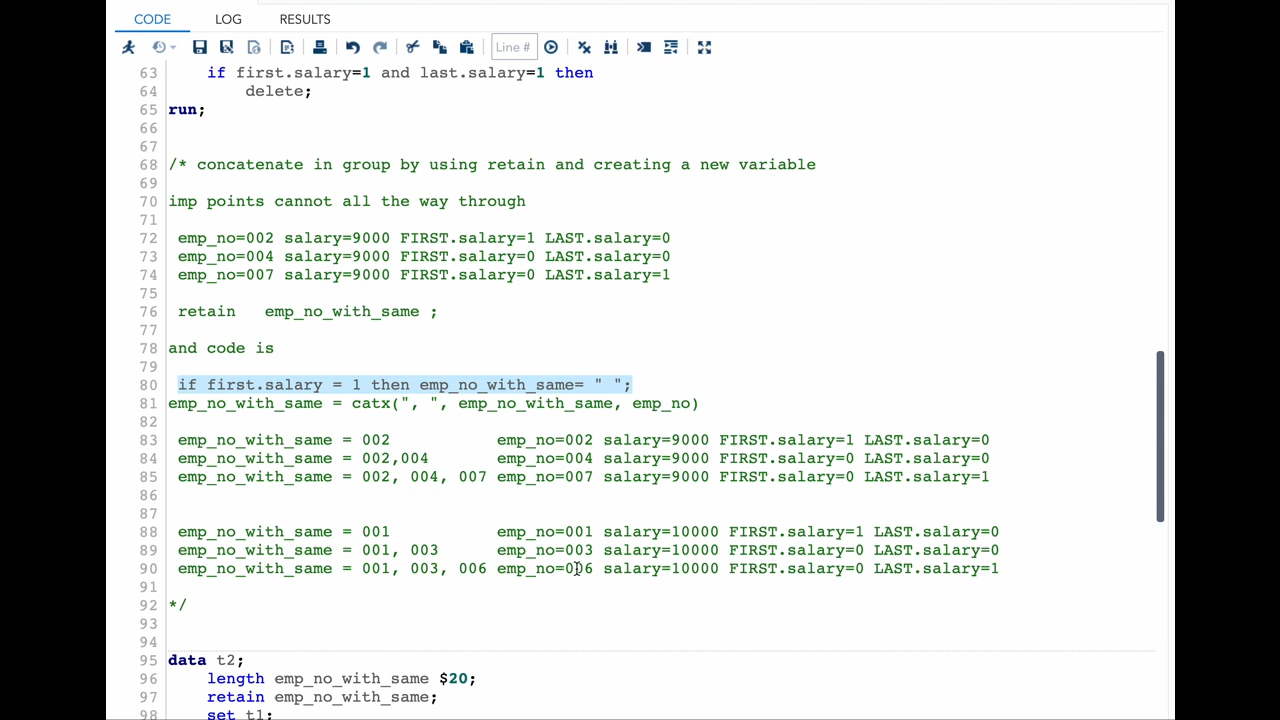 CODE LOG RESULTS
Line #
63 if first.salary=1 and last.salary=1 then
64 delete;
65 run;
66
67
68 /* concatenate in group by using retain and creating a new variable
69
70 imp points cannot all the way through
71
72 emp_no=002 salary=9000 FIRST.salary=1 LAST.salary=0
73 emp_no=004 salary=9000 FIRST.salary=0 LAST.salary=0
74 emp_no=007 salary=9000 FIRST.salary=0 LAST.salary=1
75
76 retain emp_no_with_same ;
77
78 and code is
79
80 if first.salary = 1 then emp_no_with_same= " ";
81 emp_no_with_same = catx(", ", emp_no_with_same, emp_no)
82
83 emp_no_with_same = 002 emp_no=002 salary=9000 FIRST.salary=1 LAST.salary=0
84 emp_no_with_same = 002,004 emp_no=004 salary=9000 FIRST.salary=0 LAST.salary=0
85 emp_no_with_same = 002, 004, 007 emp_no=007 salary=9000 FIRST.salary=0 LAST.salary=1
86
87
88 emp_no_with_same = 001 emp_no=001 salary=10000 FIRST.salary=1 LAST.salary=0
89 emp_no_with_same = 001, 003 emp_no=003 salary=10000 FIRST.salary=0 LAST.salary=0
90 emp_no_with_same = 001, 003, 006 emp_no=006 salary=10000 FIRST.salary=0 LAST.salary=1
91
92 */
93
94
95 data t2;
96 length emp_no_with_same $20;
97 retain emp_no_with_same;
98 set t1;